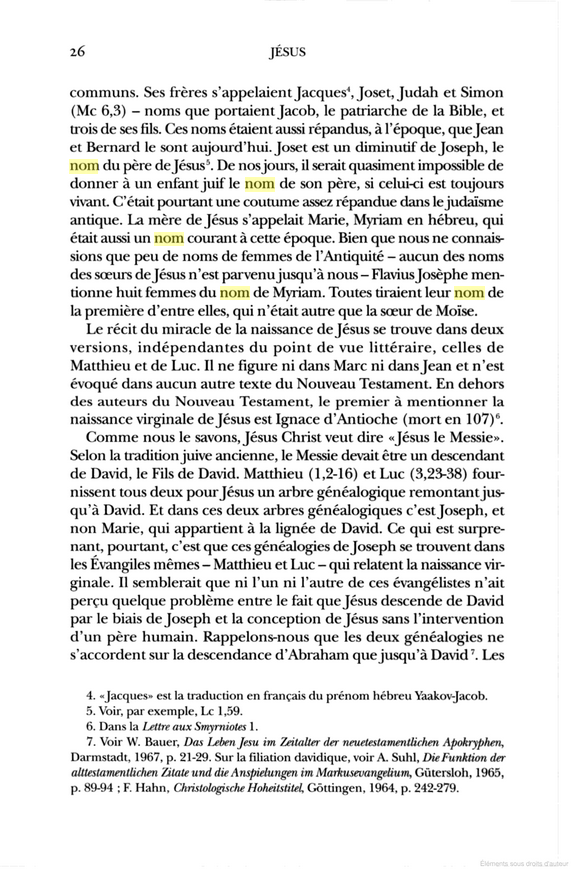 26
JÉSUS
communs. Ses frères s'appelaient Jacques⁴, Joset, Judah et Simon
(Mc 6,3) – noms que portaient Jacob, le patriarche de la Bible, et
trois de ses fils. Ces noms étaient aussi répandus, à l'époque, que Jean
et Bernard le sont aujourd'hui. Joset est un diminutif de Joseph, le
nom du père de Jésus⁵. De nos jours, il serait quasiment impossible de
donner à un enfant juif le nom de son père, si celui-ci est toujours
vivant. C'était pourtant une coutume assez répandue dans le judaïsme
antique. La mère de Jésus s'appelait Marie, Myriam en hébreu, qui
était aussi un nom courant à cette époque. Bien que nous ne connais-
sions que peu de noms de femmes de l'Antiquité – aucun des noms
des sœurs de Jésus n'est parvenu jusqu'à nous – Flavius Josèphe men-
tionne huit femmes du nom de Myriam. Toutes tiraient leur nom de
la première d'entre elles, qui n'était autre que la sœur de Moïse.
Le récit du miracle de la naissance de Jésus se trouve dans deux
versions, indépendantes du point de vue littéraire, celles de
Matthieu et de Luc. Il ne figure ni dans Marc ni dans Jean et n'est
évoqué dans aucun autre texte du Nouveau Testament. En dehors
des auteurs du Nouveau Testament, le premier à mentionner la
naissance virginale de Jésus est Ignace d'Antioche (mort en 107)⁶.
Comme nous le savons, Jésus Christ veut dire «Jésus le Messie».
Selon la tradition juive ancienne, le Messie devait être un descendant
de David, le Fils de David. Matthieu (1,2-16) et Luc (3,23-38) four-
nissent tous deux pour Jésus un arbre généalogique remontant jus-
qu'à David. Et dans ces deux arbres généalogiques c'est Joseph, et
non Marie, qui appartient à la lignée de David. Ce qui est surpre-
nant, pourtant, c'est que ces généalogies de Joseph se trouvent dans
les Évangiles mêmes – Matthieu et Luc – qui relatent la naissance vir-
ginale. Il semblerait que ni l'un ni l'autre de ces évangélistes n'ait
perçu quelque problème entre le fait que Jésus descende de David
par le biais de Joseph et la conception de Jésus sans l'intervention
d'un père humain. Rappelons-nous que les deux généalogies ne
s'accordent sur la descendance d'Abraham que jusqu'à David⁷. Les
4. «Jacques» est la traduction en français du prénom hébreu Yaakov-Jacob.
5. Voir, par exemple, Lc 1,59.
6. Dans la Lettre aux Smyrniotes 1.
7. Voir W. Bauer, Das Leben Jesu im Zeitalter der neuetestamentlichen Apokryphen,
Darmstadt, 1967, p. 21-29. Sur la filiation davidique, voir A. Suhl, Die Funktion der
alttestamentlichen Zitate und die Anspielungen im Markusevangelium, Gütersloh, 1965,
p. 89-94 ; F. Hahn, Christologische Hoheitstitel, Göttingen, 1964, p. 242-279.
Éléments sous droits d'auteur